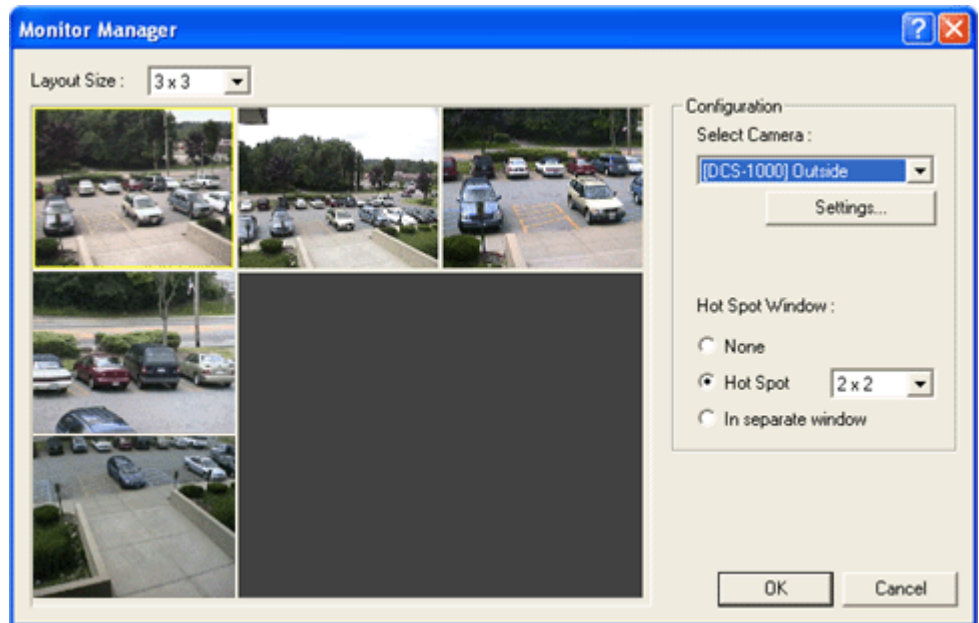 Monitor Manager
Layout Size : 3 x 3
Configuration
Select Camera :
[DCS-1000] Outside
Settings...
Hot Spot Window :
None
Hot Spot 2 x 2
In separate window
OK Cancel